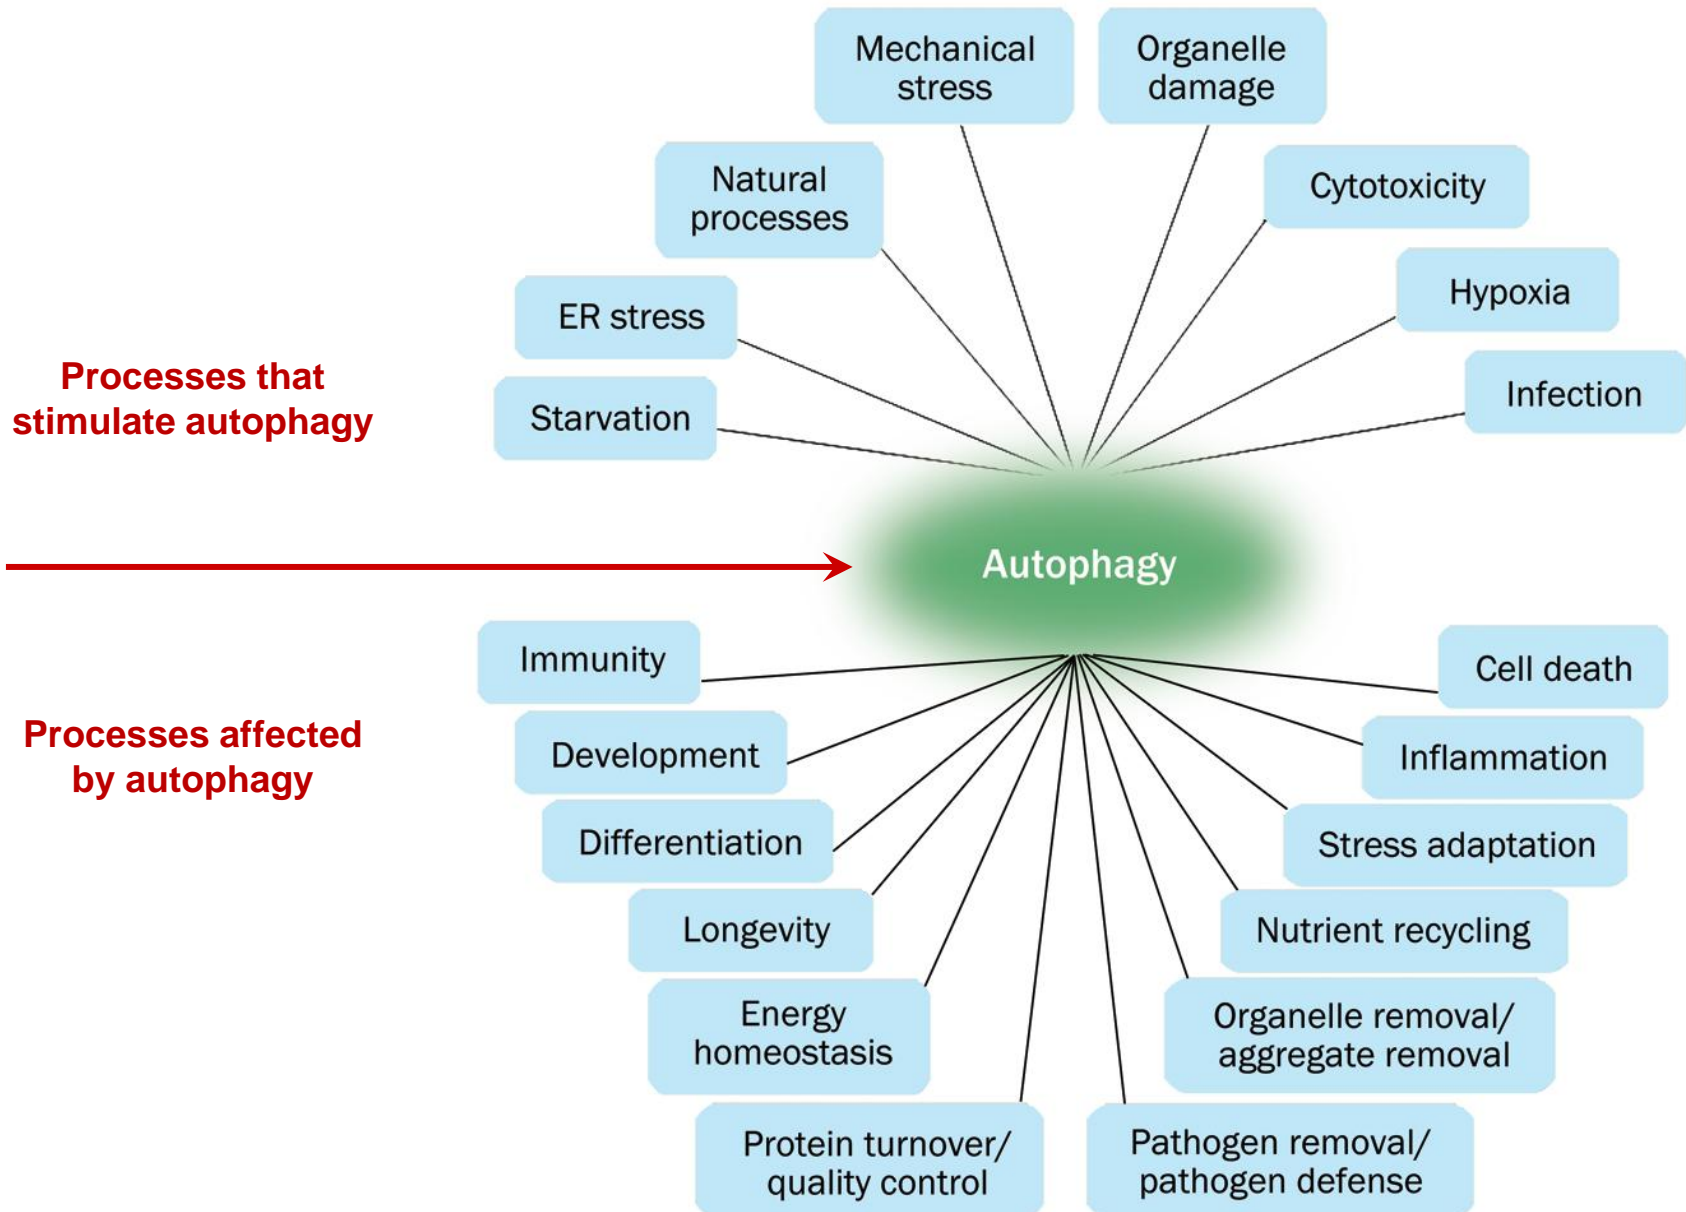 Mechanical
stress
Organelle
damage
Natural
processes
Cytotoxicity
ER stress
Hypoxia
Processes that
stimulate autophagy
Starvation
Infection
Autophagy
Immunity
Cell death
Processes affected
by autophagy
Development
Inflammation
Differentiation
Stress adaptation
Longevity
Nutrient recycling
Energy
homeostasis
Organelle removal/
aggregate removal
Protein turnover/
quality control
Pathogen removal/
pathogen defense